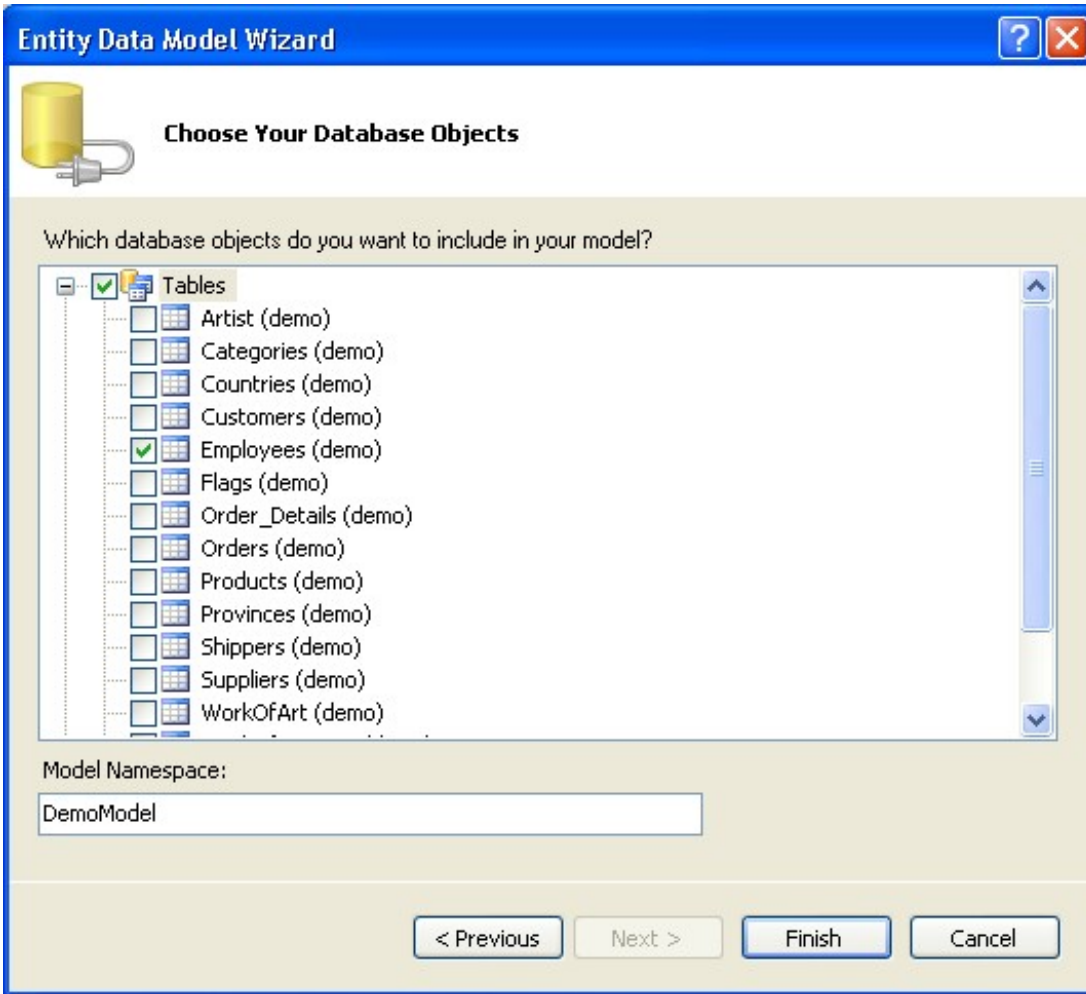 Entity Data Model Wizard
Choose Your Database Objects
Which database objects do you want to include in your model?
Tables
Artist (demo)
Categories (demo)
Countries (demo)
Customers (demo)
Employees (demo)
Flags (demo)
Order_Details (demo)
Orders (demo)
Products (demo)
Provinces (demo)
Shippers (demo)
Suppliers (demo)
WorkOfArt (demo)
Model Namespace:
DemoModel
< Previous
Next >
Finish
Cancel